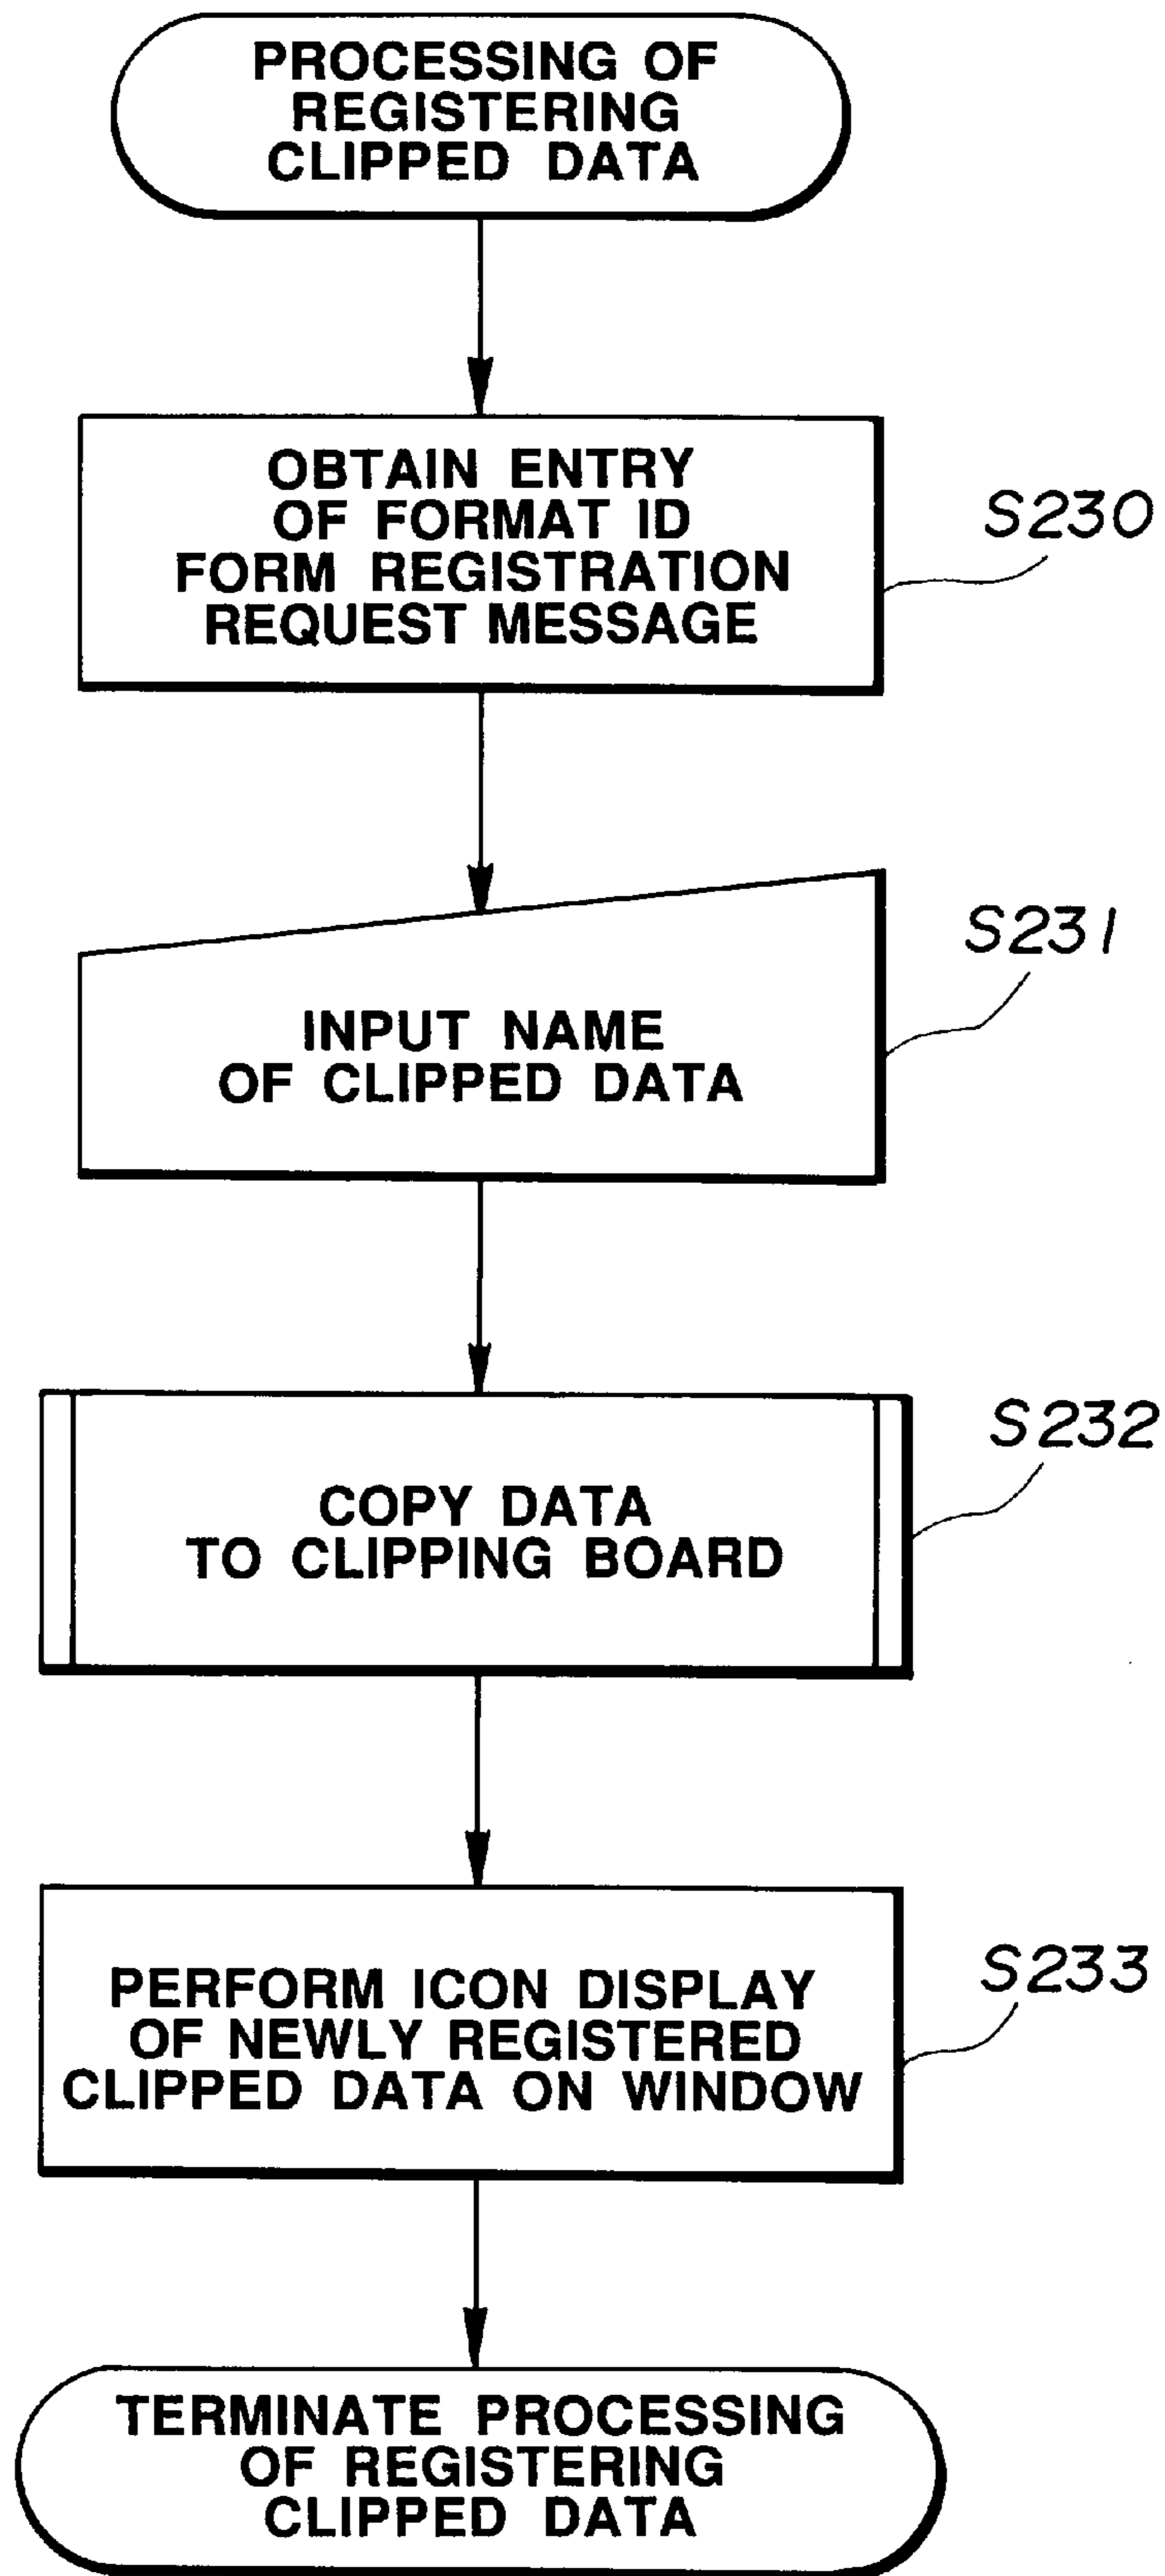 PROCESSING OF
REGISTERING
CLIPPED DATA
OBTAIN ENTRY
OF FORMAT ID
FORM REGISTRATION
REQUEST MESSAGE
S230
INPUT NAME
OF CLIPPED DATA
S231
COPY DATA
TO CLIPPING BOARD
S232
PERFORM ICON DISPLAY
OF NEWLY REGISTERED
CLIPPED DATA ON WINDOW
S233
TERMINATE PROCESSING
OF REGISTERING
CLIPPED DATA